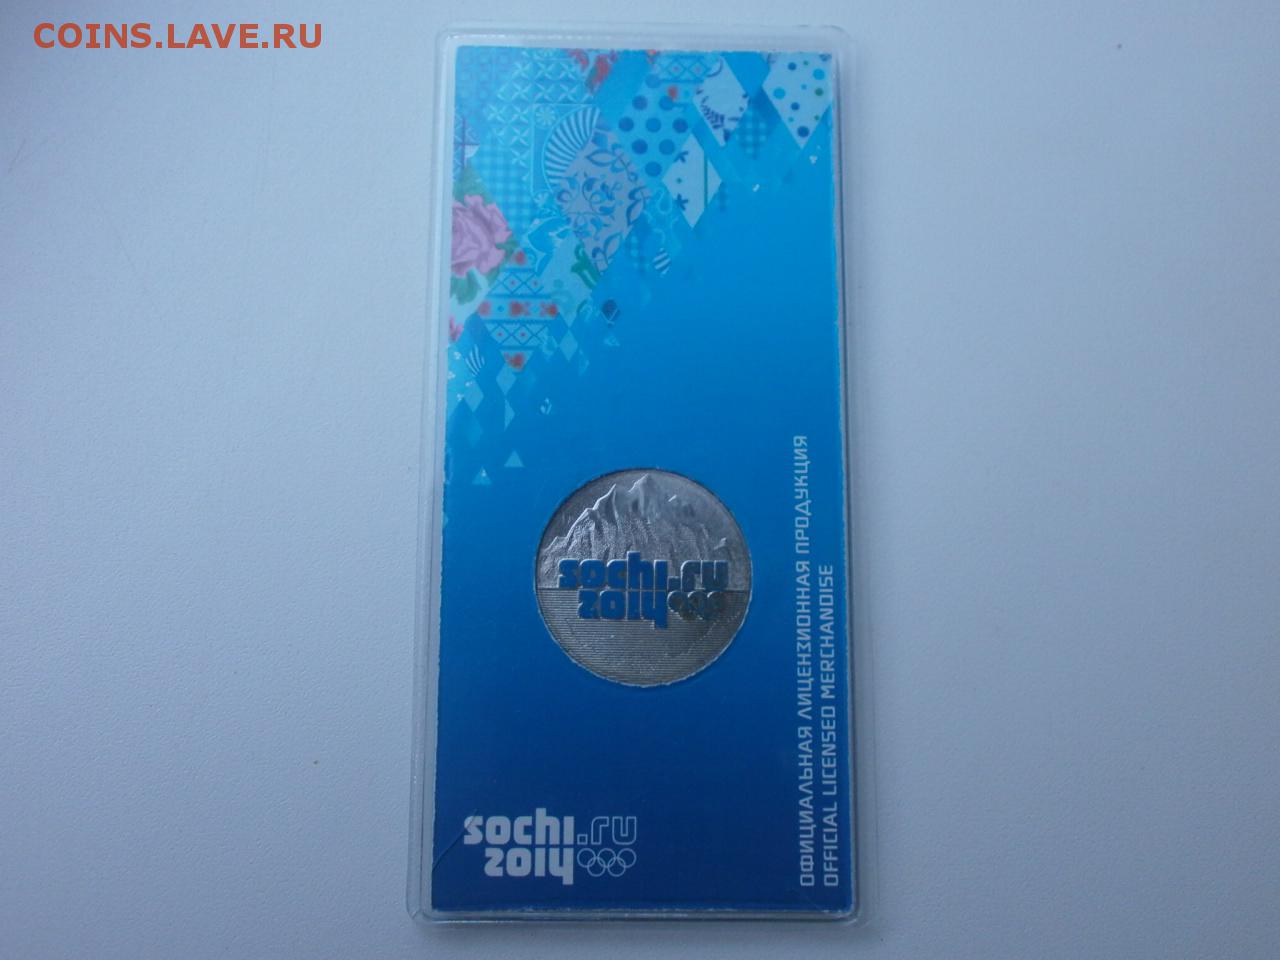 COINS.LAVE.RU
sochi.ru
2014
sochi.ru
2014
ОФИЦИАЛЬНАЯ ЛИЦЕНЗИОННАЯ ПРОДУКЦИЯ
OFFICIAL LICENSED MERCHANDISE